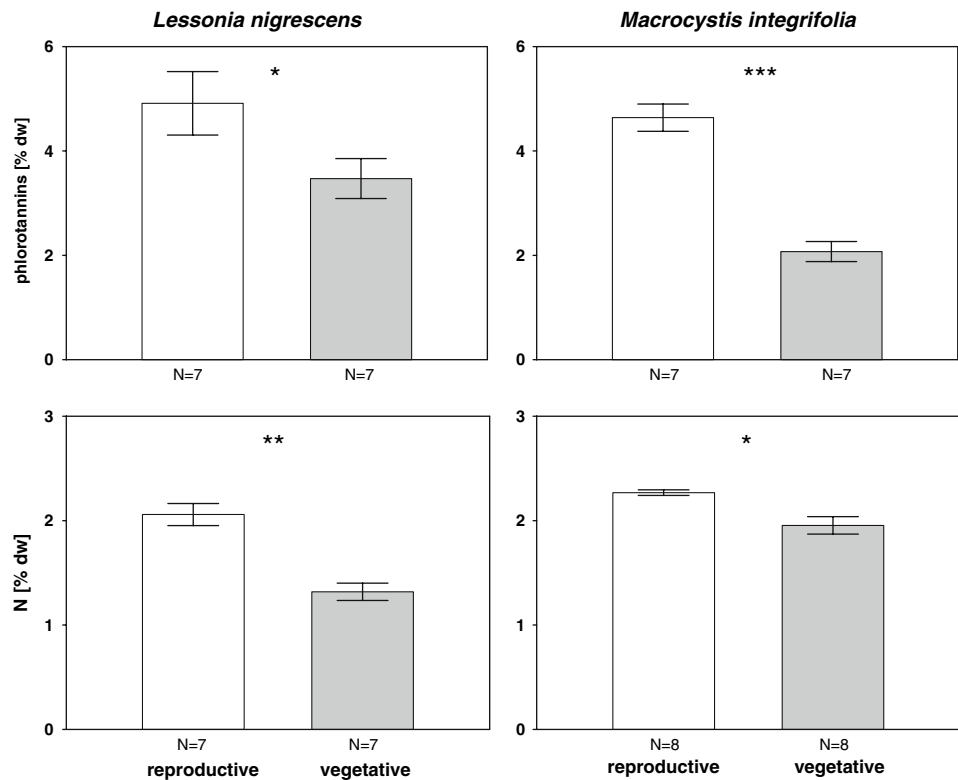 Lessonia nigrescens
Macrocystis integrifolia
phlorotannins [% dw]
6
4
2
0
*
N=7 N=7
6
4
2
0
***
N=7 N=7
N [% dw]
3
2
1
0
**
N=7 N=7
reproductive vegetative
3
2
1
0
*
N=8 N=8
reproductive vegetative